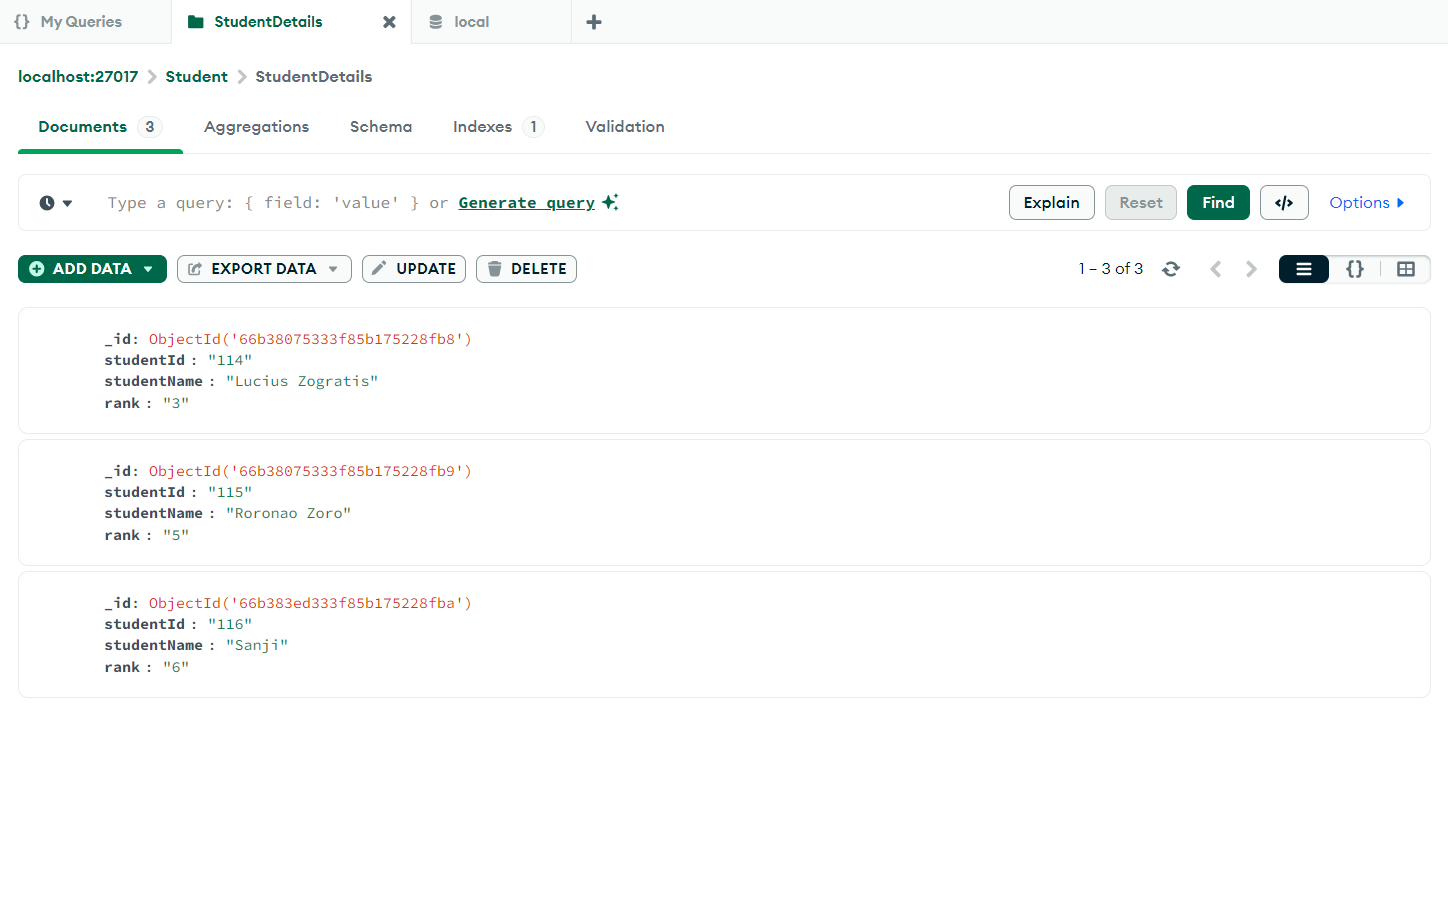 {} My Queries StudentDetails local
localhost:27017 Student StudentDetails
Documents 3 Aggregations Schema Indexes 1 Validation
Type a query: { field: 'value' } or Generate query Explain Reset Find </> Options
ADD DATA EXPORT DATA UPDATE DELETE 1 – 3 of 3 {}
_id: ObjectId('66b38075333f85b175228fb8')
studentId : "114"
studentName : "Lucius Zogratis"
rank : "3"
_id: ObjectId('66b38075333f85b175228fb9')
studentId : "115"
studentName : "Roronao Zoro"
rank : "5"
_id: ObjectId('66b383ed333f85b175228fba')
studentId : "116"
studentName : "Sanji"
rank : "6"